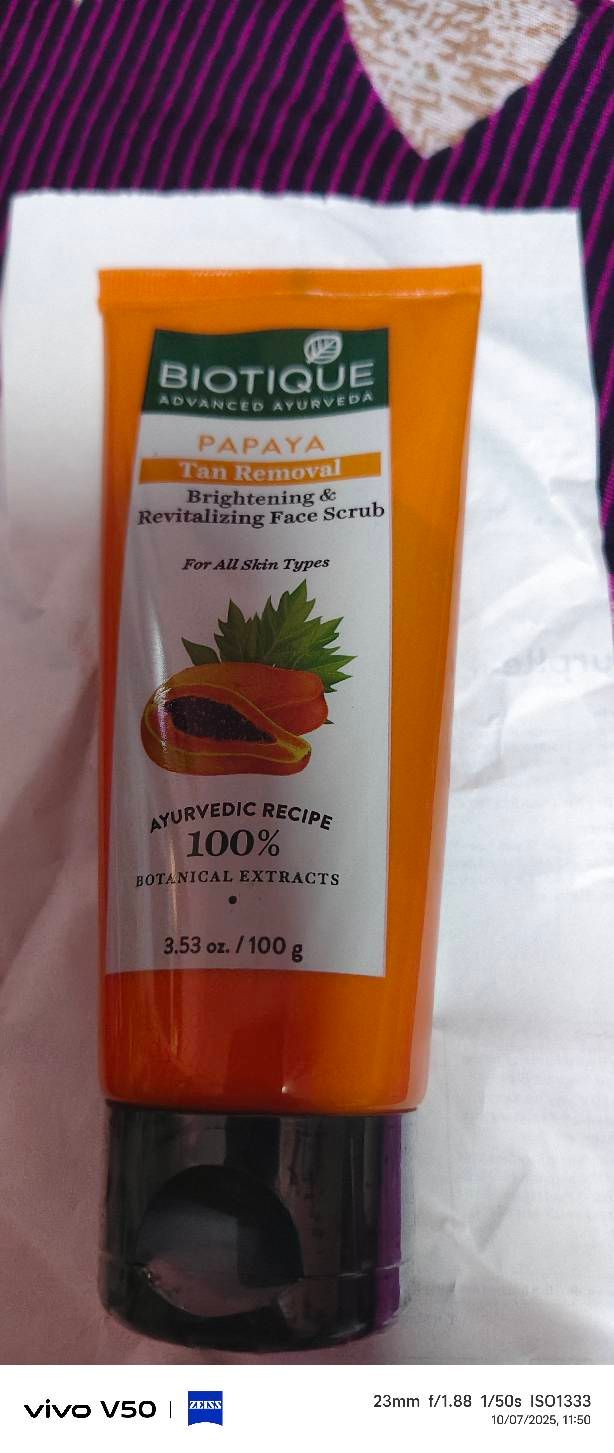 BIOTIQUE
ADVANCED AYURVEDA
PAPAYA
Tan Removal
Brightening &
Revitalizing Face Scrub
For All Skin Types
AYURVEDIC RECIPE
100%
BOTANICAL EXTRACTS
3.53 oz. / 100 g
vivo V50 | ZEISS
23mm f/1.88 1/50s ISO1333
10/07/2025, 11:50